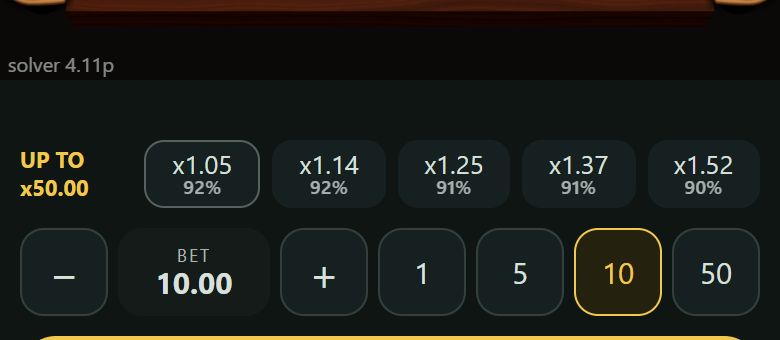 solver 4.11p
UP TO
x50.00
x1.05
92%
x1.14
92%
x1.25
91%
x1.37
91%
x1.52
90%
−
BET
10.00
+
1
5
10
50